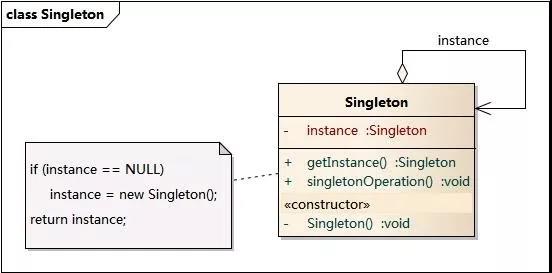 class Singleton
instance
Singleton
- instance :Singleton
+ getInstance() :Singleton
+ singletonOperation() :void
«constructor»
- Singleton() :void
if (instance == NULL)
instance = new Singleton();
return instance;